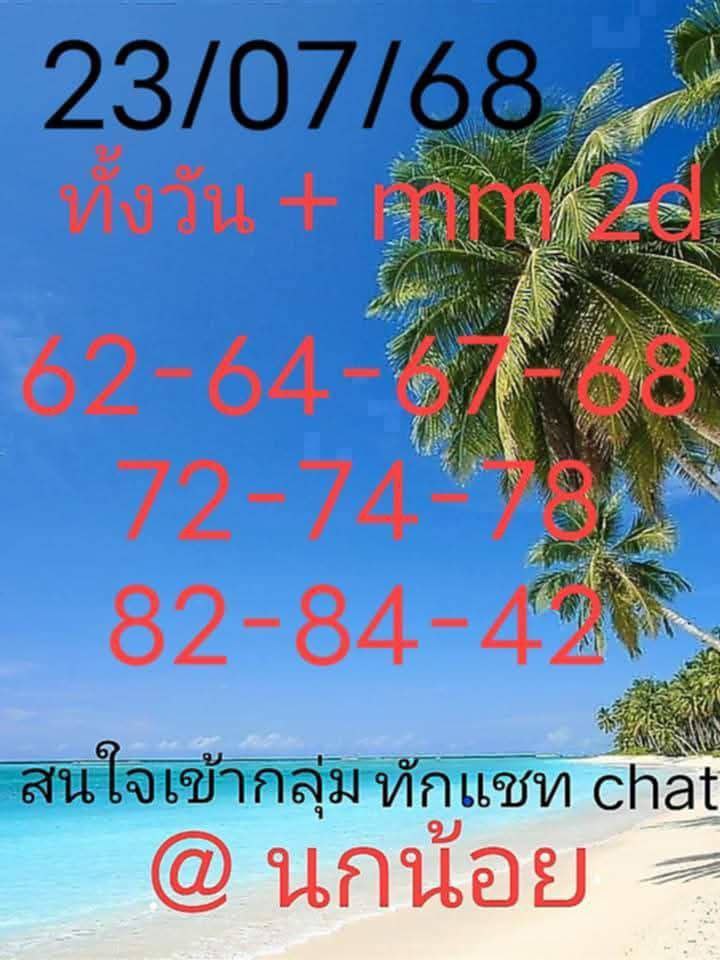 23/07/68
ทั้งวัน + mm 2d
62-64-67-68
72-74-78
82-84-42
สนใจเข้ากลุ่ม ทักแชท chat
@ นกน้อย